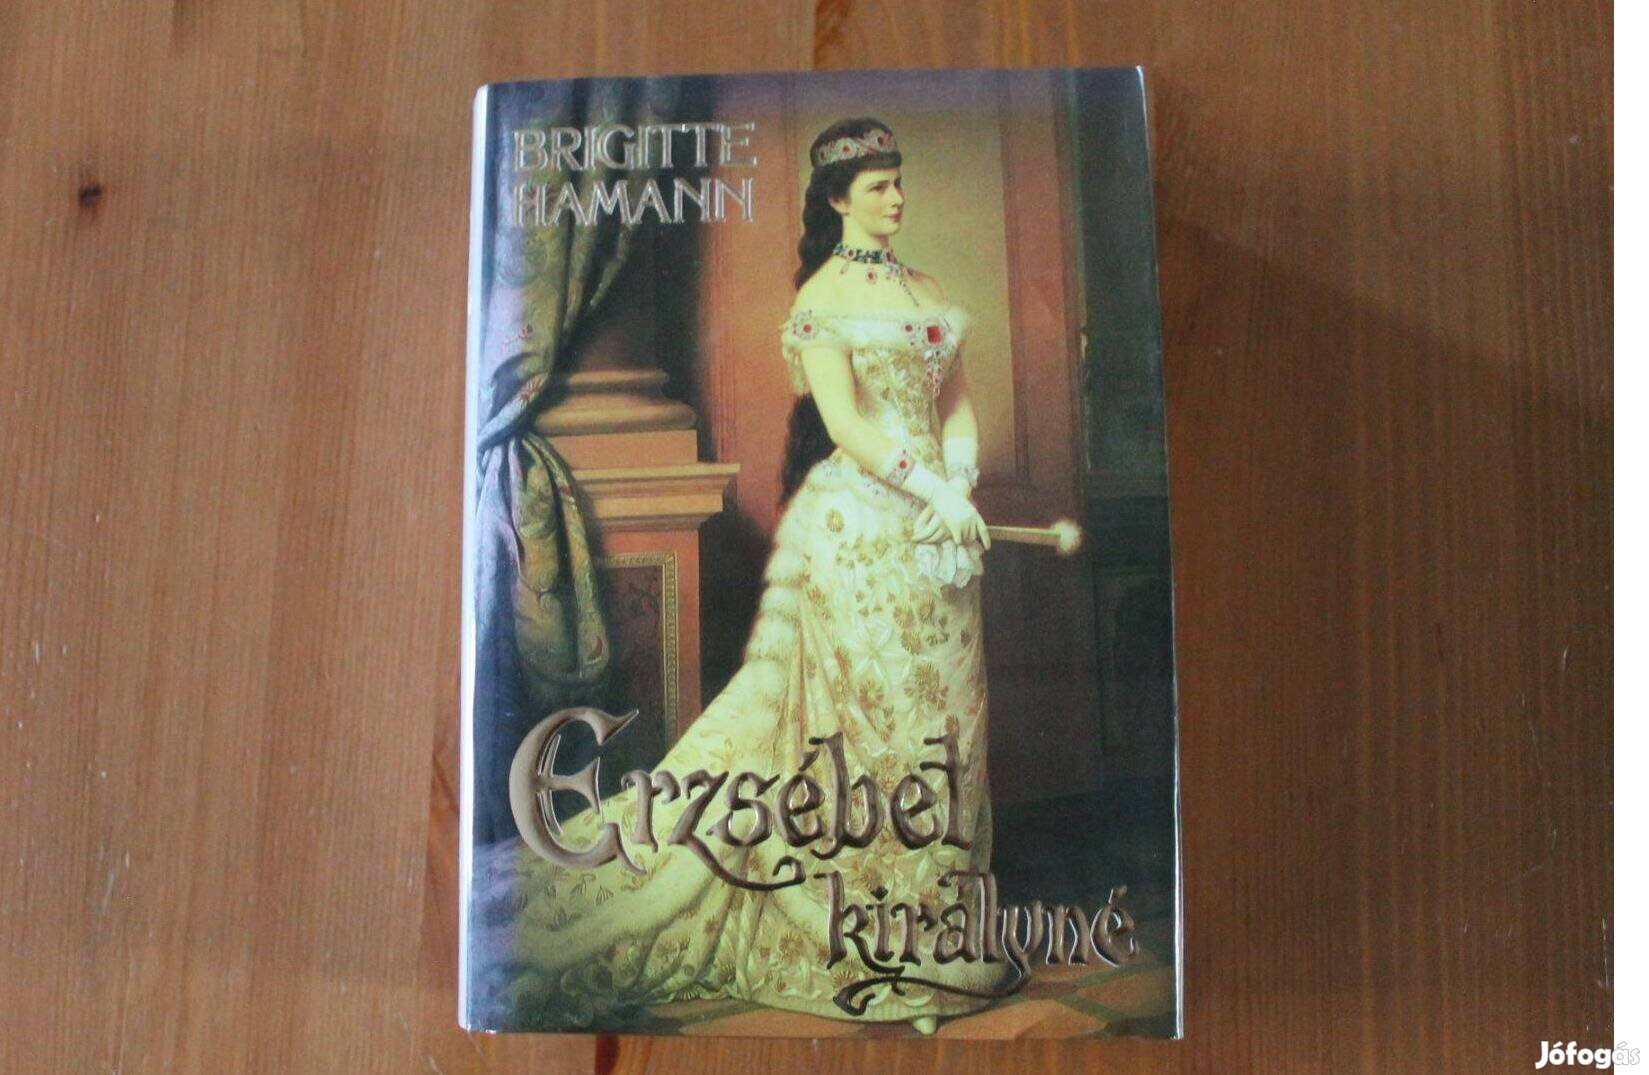 BRIGITTE
HAMANN
Erzsébet
királyné
Jófogás